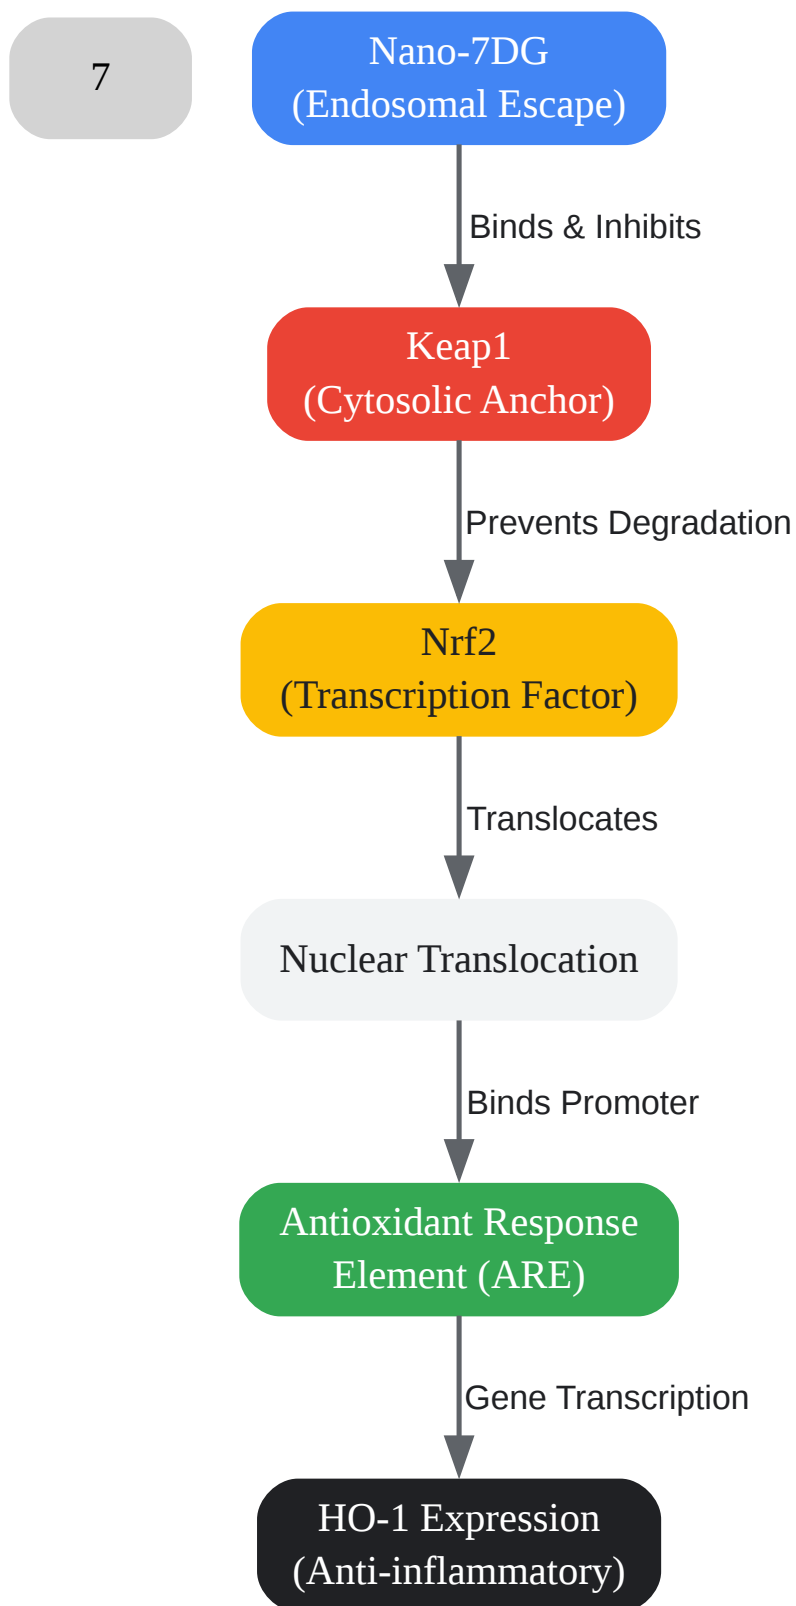 7
Nano-7DG
(Endosomal Escape)
Binds & Inhibits
Keap1
(Cytosolic Anchor)
Prevents Degradation
Nrf2
(Transcription Factor)
Translocates
Nuclear Translocation
Binds Promoter
Antioxidant Response
Element (ARE)
Gene Transcription
HO-1 Expression
(Anti-inflammatory)